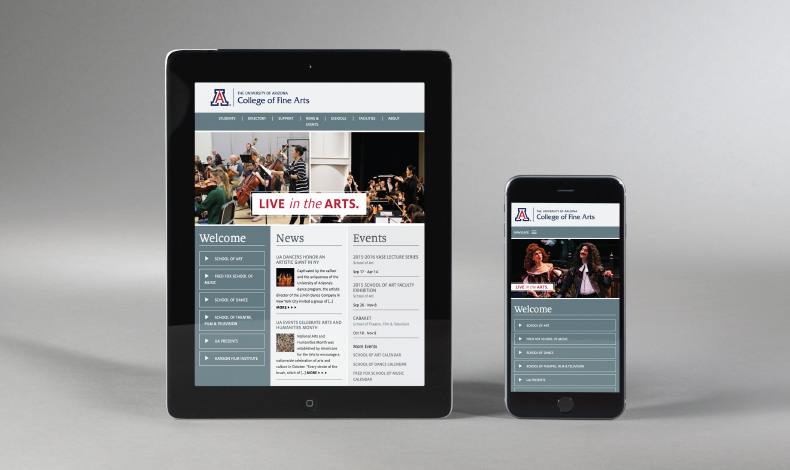 THE UNIVERSITY OF ARIZONA
College of Fine Arts
STUDENTS
DIRECTORY
SUPPORT
NEWS &
EVENTS
SCHOOLS
FACILITIES
ABOUT
LIVE in the ARTS.
Welcome
SCHOOL OF ART
FRED FOX SCHOOL OF
MUSIC
SCHOOL OF DANCE
SCHOOL OF THEATRE,
FILM & TELEVISION
UA PRESENTS
HANSON FILM INSTITUTE
News
UA DANCERS HONOR AN
ARTISTIC GIANT IN NY
Captivated by the calibre
and the uniqueness of the
University of Arizona's
dance program, the artistic
director of the Limón Dance Company in
New York City invited a group of [...]
MORE
UA EVENTS CELEBRATE ARTS AND
HUMANITIES MONTH
National Arts and
Humanities Month was
established by Americans
for the Arts to encourage a
nationwide celebration of arts and
culture in October. "Every stroke of the
brush, stitch of [...] MORE
Events
2015-2016 VASE LECTURE SERIES
School of Art
Sep 17 - Apr 14
2015 SCHOOL OF ART FACULTY
EXHIBITION
School of Art
Sep 26 - Nov 8
CABARET
School of Theatre, Film & Television
Oct 18 - Nov 8
More Events
SCHOOL OF ART CALENDAR
SCHOOL OF DANCE CALENDAR
FRED FOX SCHOOL OF MUSIC
CALENDAR
THE UNIVERSITY OF ARIZONA
College of Fine Arts
NAVIGATE
LIVE in the ARTS.
Welcome
SCHOOL OF ART
FRED FOX SCHOOL OF MUSIC
SCHOOL OF DANCE
SCHOOL OF THEATRE, FILM & TELEVISION
UA PRESENTS